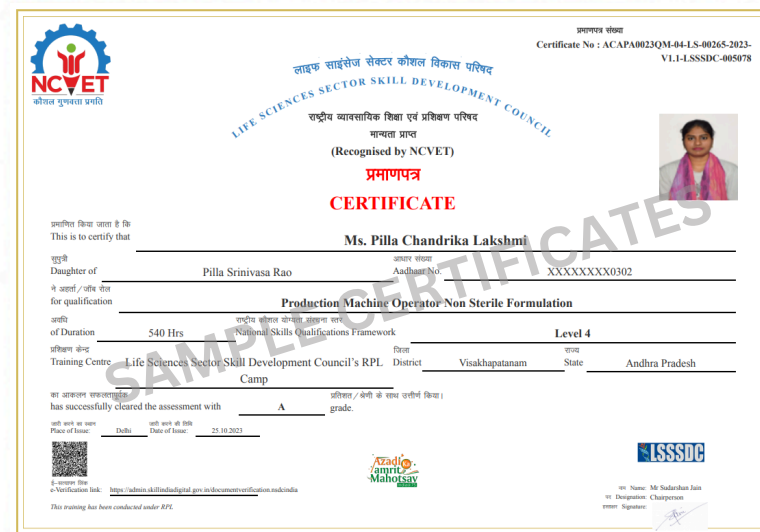 NCVET
कौशल गुणवत्ता प्रगति
प्रमाणपत्र संख्या
Certificate No : ACAPA0023QM-04-LS-00265-2023-
V1.1-LSSSDC-005078
लाइफ साइंसेज सेक्टर कौशल विकास परिषद
LIFE SCIENCES SECTOR SKILL DEVELOPMENT COUNCIL
राष्ट्रीय व्यावसायिक शिक्षा एवं प्रशिक्षण परिषद
मान्यता प्राप्त
(Recognised by NCVET)
प्रमाणपत्र
CERTIFICATE
प्रमाणित किया जाता है कि
This is to certify that Ms. Pilla Chandrika Lakshmi
सुपुत्री आधार संख्या
Daughter of Pilla Srinivasa Rao Aadhaar No. XXXXXXXX0302
ने अहर्ता/जॉब रोल
for qualification Production Machine Operator Non Sterile Formulation
अवधि राष्ट्रीय कौशल योग्यता संरचना स्तर
of Duration 540 Hrs National Skills Qualifications Framework Level 4
प्रशिक्षण केन्द्र जिला राज्य
Training Centre Life Sciences Sector Skill Development Council's RPL District Visakhapatanam State Andhra Pradesh
Camp
का आकलन सफलतापूर्वक प्रतिशत/श्रेणी के साथ उत्तीर्ण किया।
has successfully cleared the assessment with A grade.
जारी करने का स्थान जारी करने की तिथि
Place of Issue: Delhi Date of Issue: 25.10.2023
ई-सत्यापन लिंक
e-Verification link: https://admin.skillindiadigital.gov.in/documentverification.nsdcindia
This training has been conducted under RPL
Azadi Ka
Amrit
Mahotsav
LSSSDC
नाम Name: Mr Sudarshan Jain
पद Designation: Chairperson
हस्ताक्षर Signature:
SAMPLE CERTIFICATES